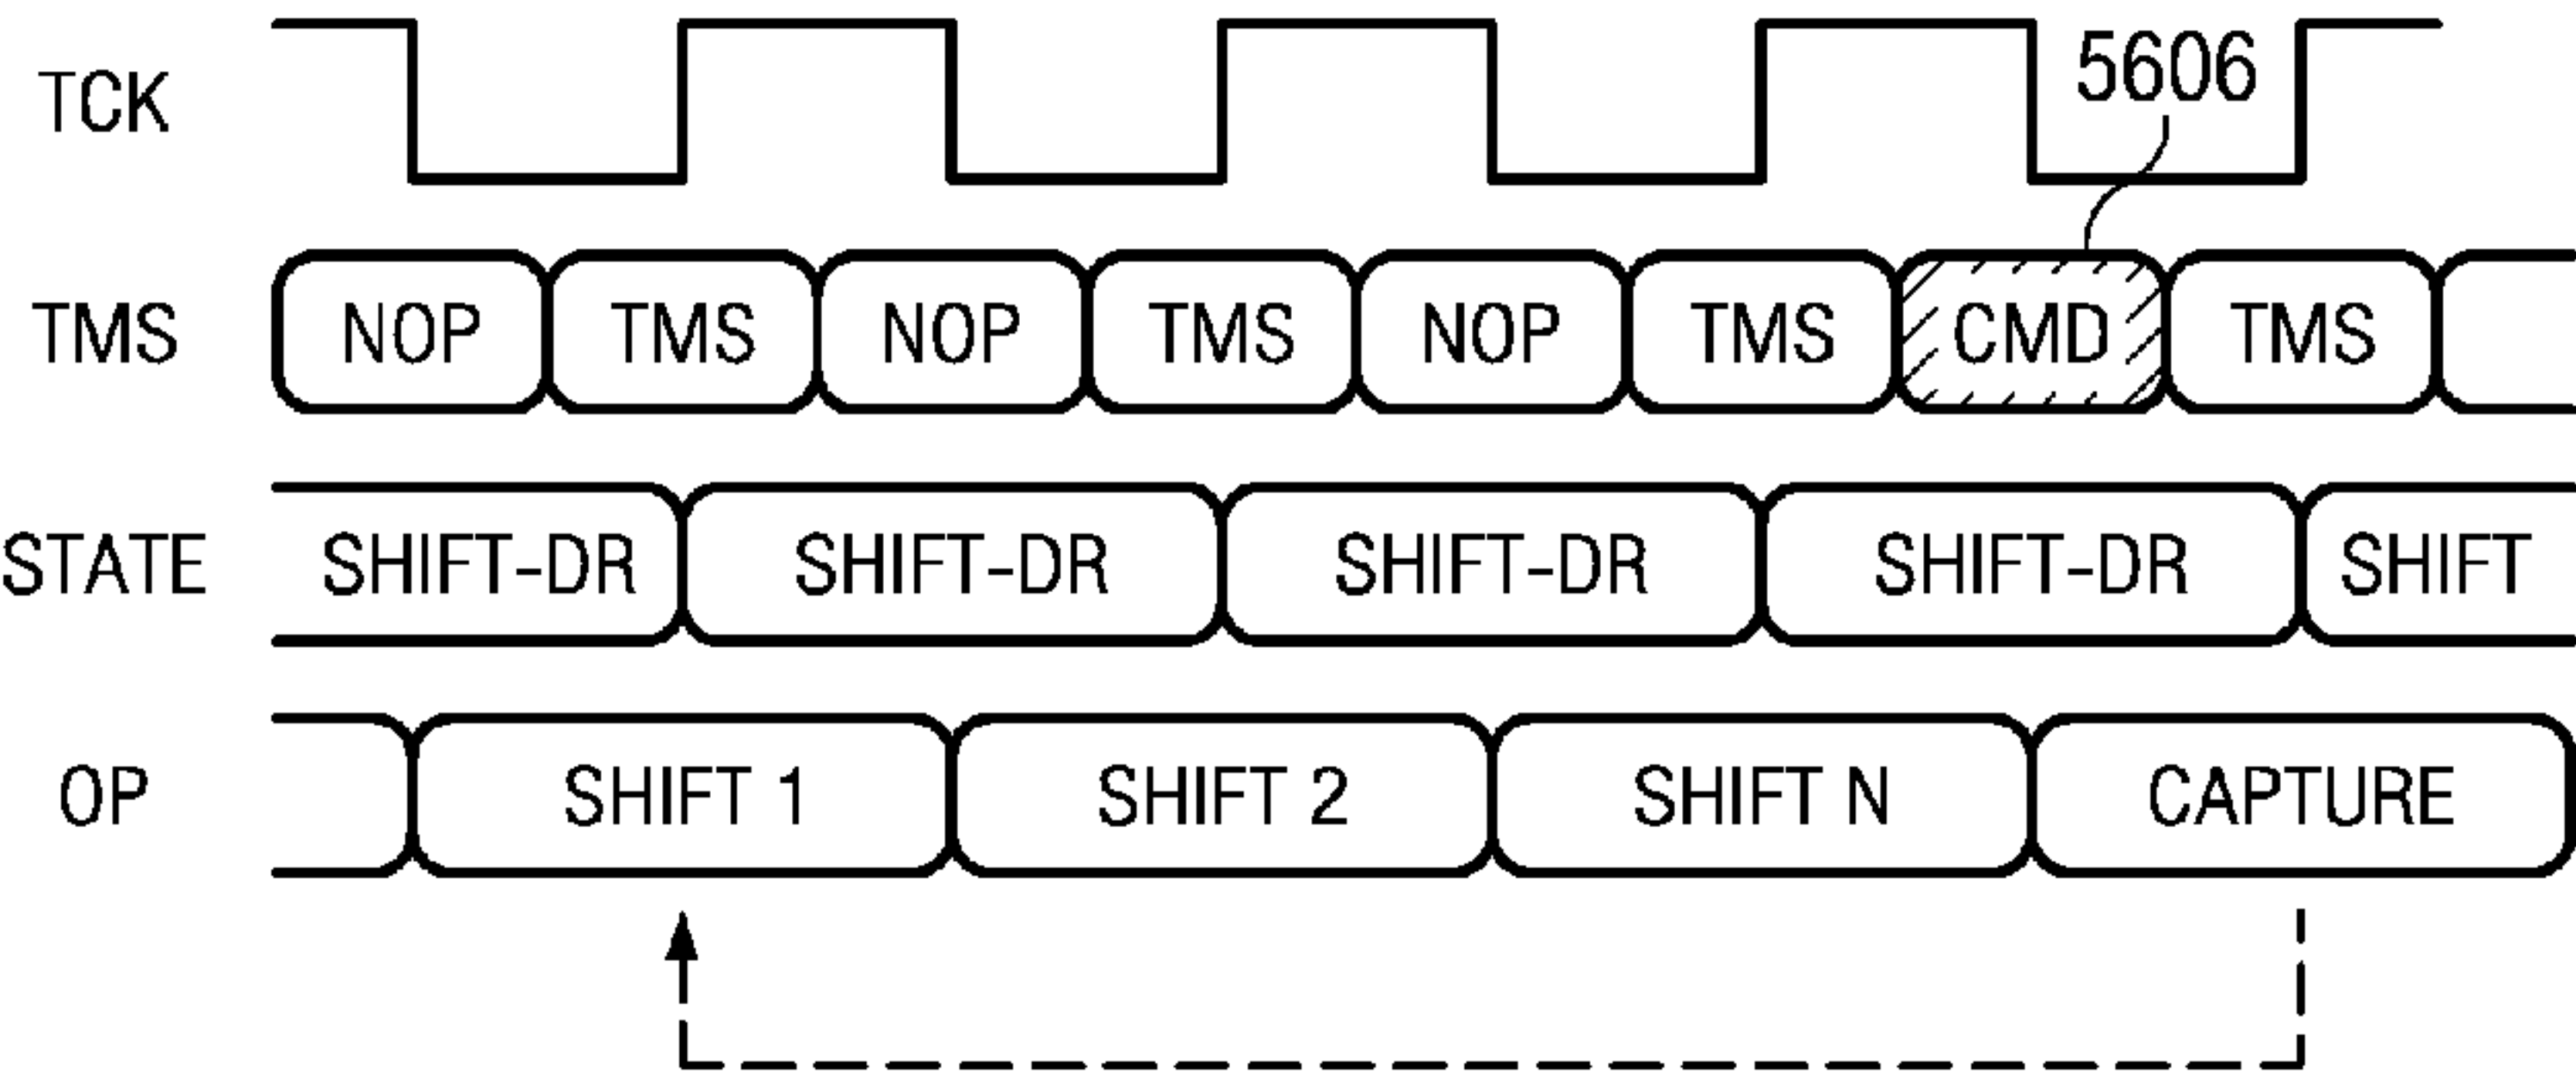 TCK 5606
TMS NOP TMS NOP TMS NOP TMS CMD TMS
STATE SHIFT-DR SHIFT-DR SHIFT-DR SHIFT-DR SHIFT
OP SHIFT 1 SHIFT 2 SHIFT N CAPTURE